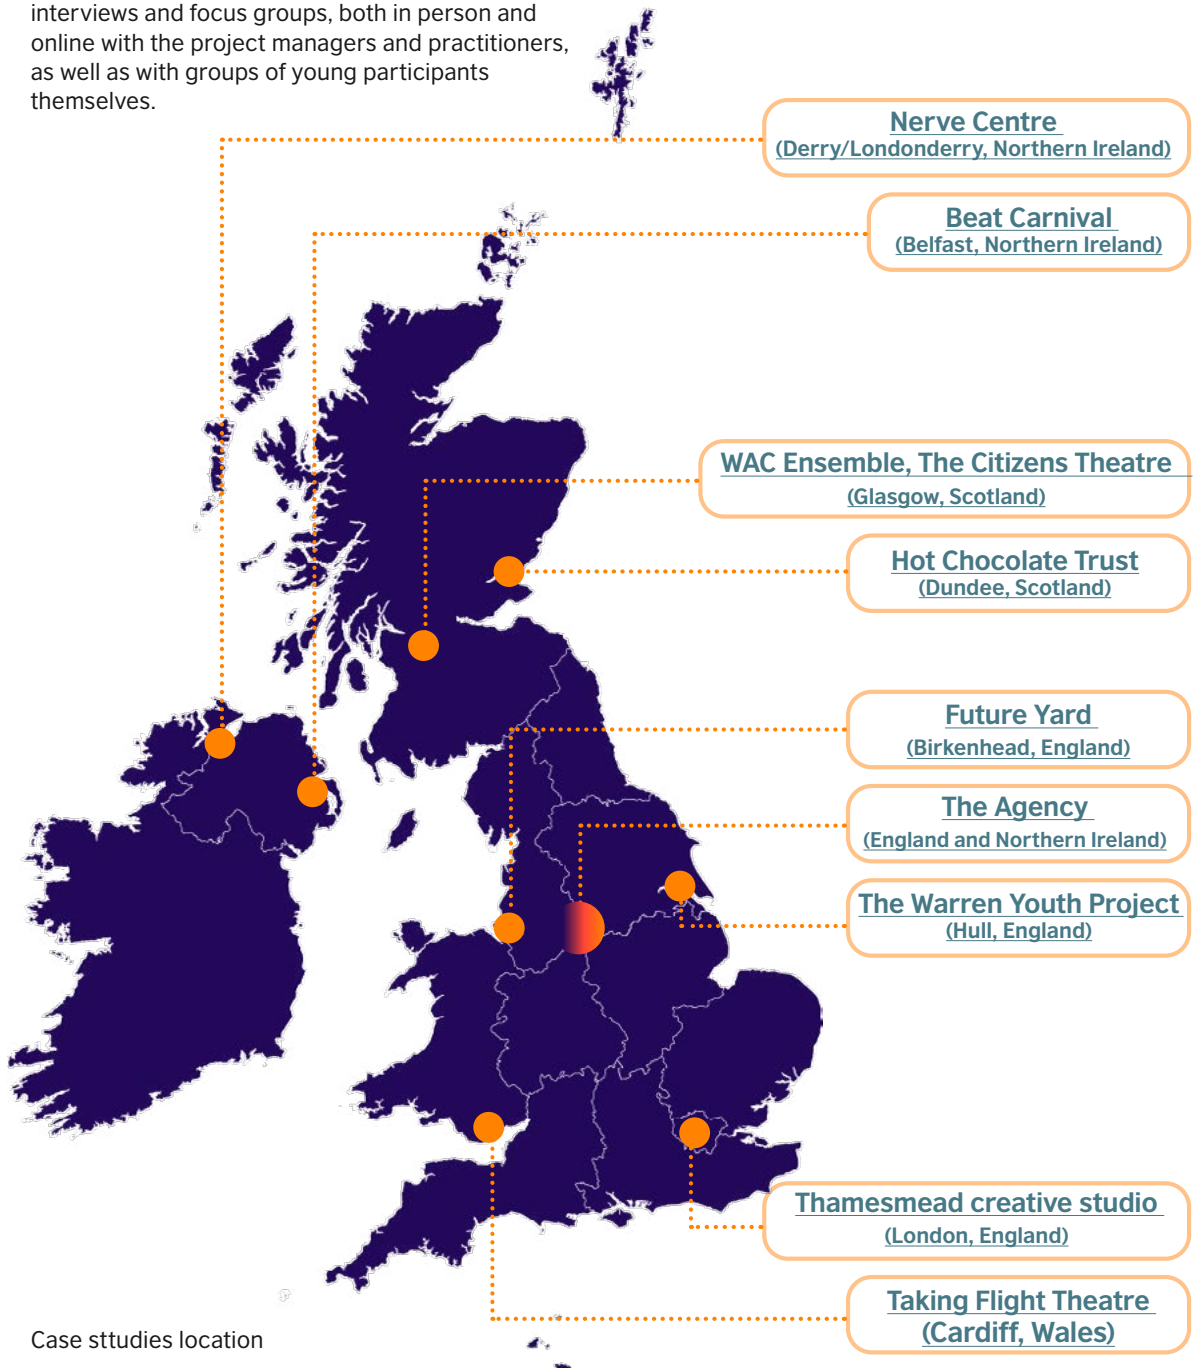 interviews and focus groups, both in person and
online with the project managers and practitioners,
as well as with groups of young participants
themselves.
Nerve Centre
(Derry/Londonderry, Northern Ireland)
Beat Carnival
(Belfast, Northern Ireland)
WAC Ensemble, The Citizens Theatre
(Glasgow, Scotland)
Hot Chocolate Trust
(Dundee, Scotland)
Future Yard
(Birkenhead, England)
The Agency
(England and Northern Ireland)
The Warren Youth Project
(Hull, England)
Thamesmead creative studio
(London, England)
Taking Flight Theatre
(Cardiff, Wales)
Case sttudies location